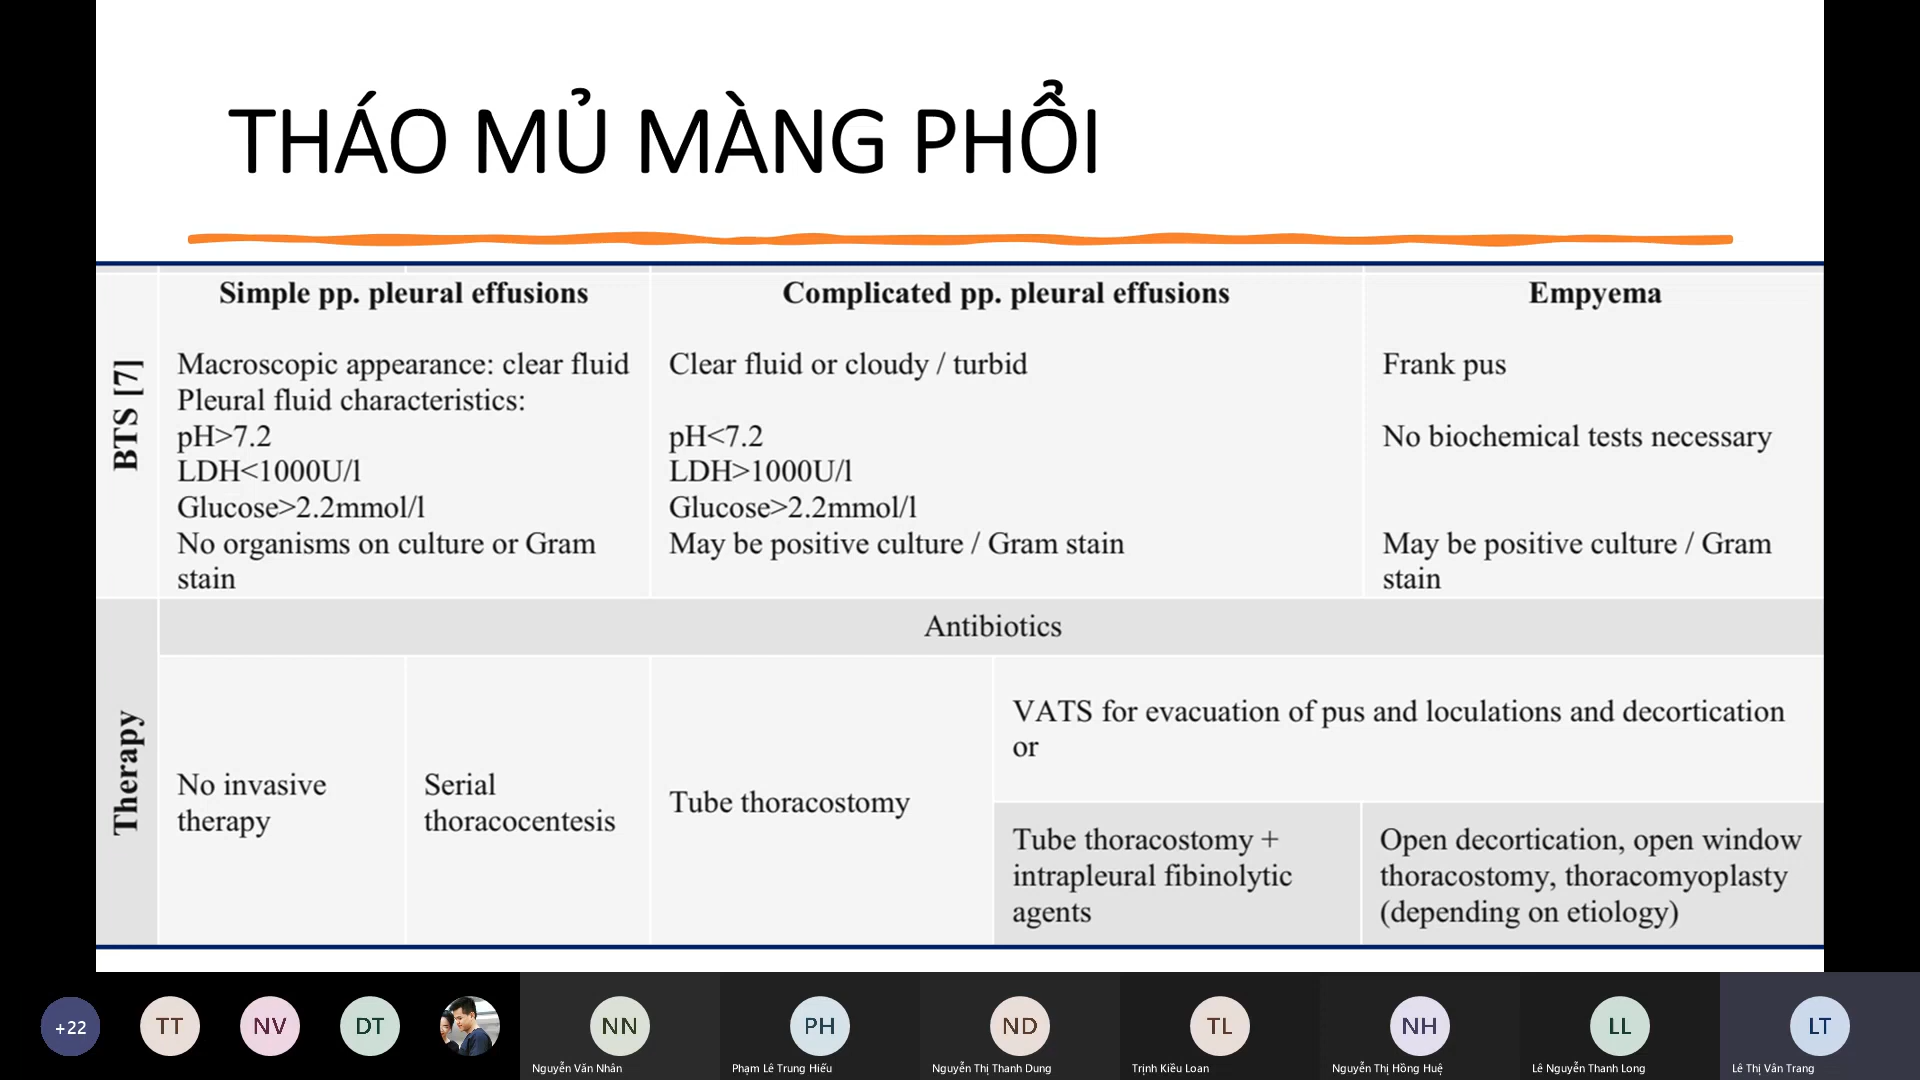 THÁO MỦ MÀNG PHỔI
BTS [7]
Simple pp. pleural effusions
Macroscopic appearance: clear fluid
Pleural fluid characteristics:
pH>7.2
LDH<1000U/l
Glucose>2.2mmol/l
No organisms on culture or Gram
stain
Complicated pp. pleural effusions
Clear fluid or cloudy / turbid
pH<7.2
LDH>1000U/l
Glucose>2.2mmol/l
May be positive culture / Gram stain
Empyema
Frank pus
No biochemical tests necessary
May be positive culture / Gram
stain
Therapy
Antibiotics
No invasive
therapy
Serial
thoracocentesis
Tube thoracostomy
VATS for evacuation of pus and loculations and decortication
or
Tube thoracostomy +
intrapleural fibinolytic
agents
Open decortication, open window
thoracostomy, thoracomyoplasty
(depending on etiology)
+22
TT
NV
DT
NN
Nguyễn Văn Nhân
PH
Phạm Lê Trung Hiếu
ND
Nguyễn Thị Thanh Dung
TL
Trịnh Kiều Loan
NH
Nguyễn Thị Hồng Huệ
LL
Lê Nguyễn Thanh Long
LT
Lê Thị Vân Trang